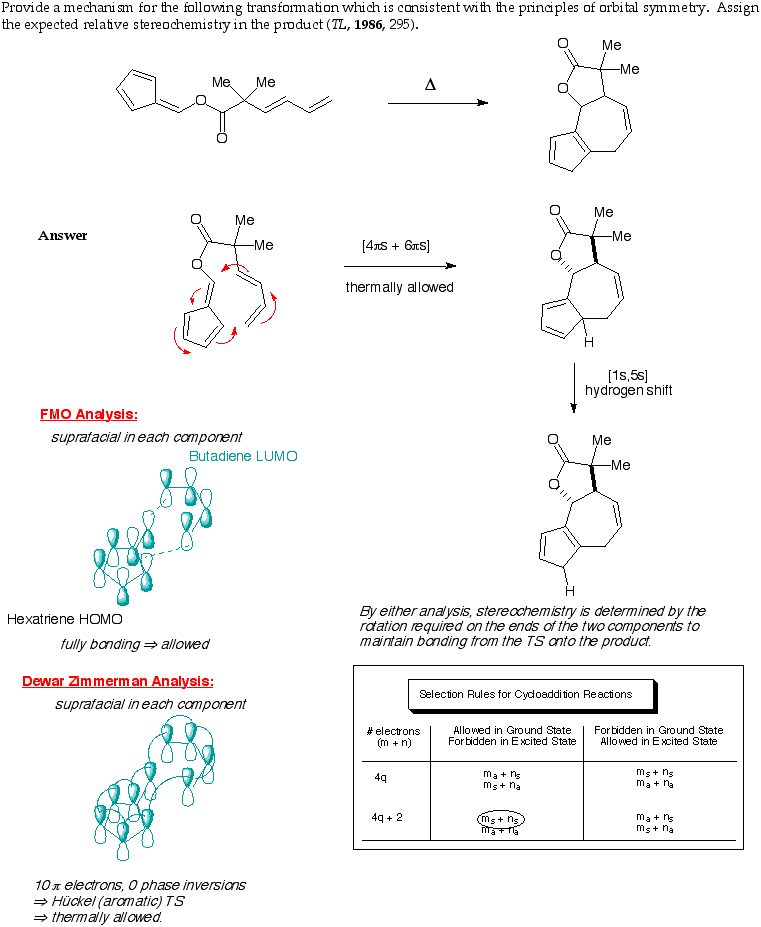 Provide a mechanism for the following transformation which is consistent with the principles of orbital symmetry. Assign
the expected relative stereochemistry in the product (TL, 1986, 295).
Me Me
O
O
Δ
O
Me
Me
O
Answer
O
Me
Me
O
[4πs + 6πs]
thermally allowed
O
Me
Me
O
H
[1s,5s]
hydrogen shift
FMO Analysis:
suprafacial in each component
Butadiene LUMO
Hexatriene HOMO
fully bonding ⇒ allowed
O
Me
Me
O
H
By either analysis, stereochemistry is determined by the
rotation required on the ends of the two components to
maintain bonding from the TS onto the product.
Dewar Zimmerman Analysis:
suprafacial in each component
10 π electrons, 0 phase inversions
⇒ Hückel (aromatic) TS
⇒ thermally allowed.
Selection Rules for Cycloaddition Reactions
# electrons
(m + n)
Allowed in Ground State
Forbidden in Excited State
Forbidden in Ground State
Allowed in Excited State
4q
ma + ns
ms + na
ms + ns
ma + na
4q + 2
ms + ns
ma + na
ma + ns
ms + na